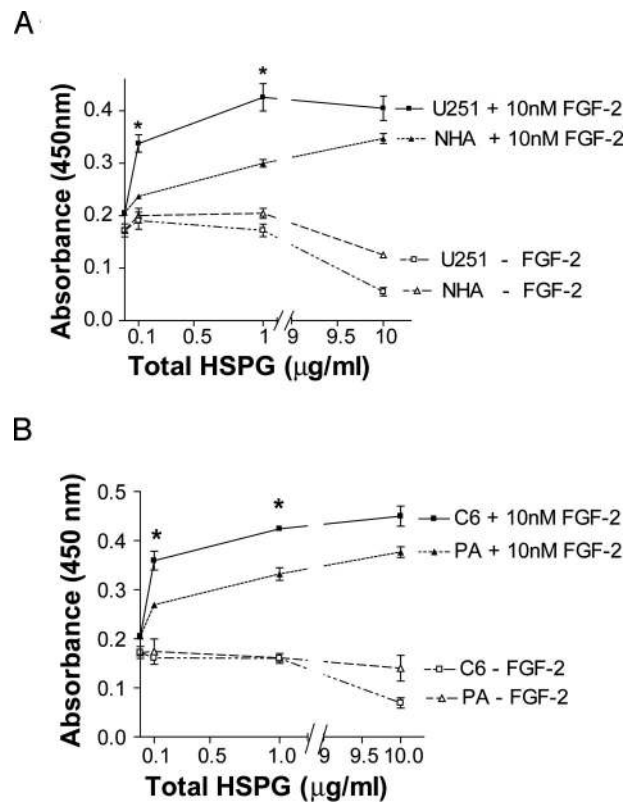 A
*
*
0.4
0.3
0.2
0.1
0.0
Absorbance (450nm)
U251 + 10nM FGF-2
NHA + 10nM FGF-2
U251 - FGF-2
NHA - FGF-2
0.1 0.5 1 9 9.5 10
Total HSPG (μg/ml)
B
*
*
0.5
0.4
0.3
0.2
0.1
0.0
Absorbance (450 nm)
C6 + 10nM FGF-2
PA + 10nM FGF-2
C6 - FGF-2
PA - FGF-2
0.1 0.5 1.0 9 9.5 10.0
Total HSPG (μg/ml)